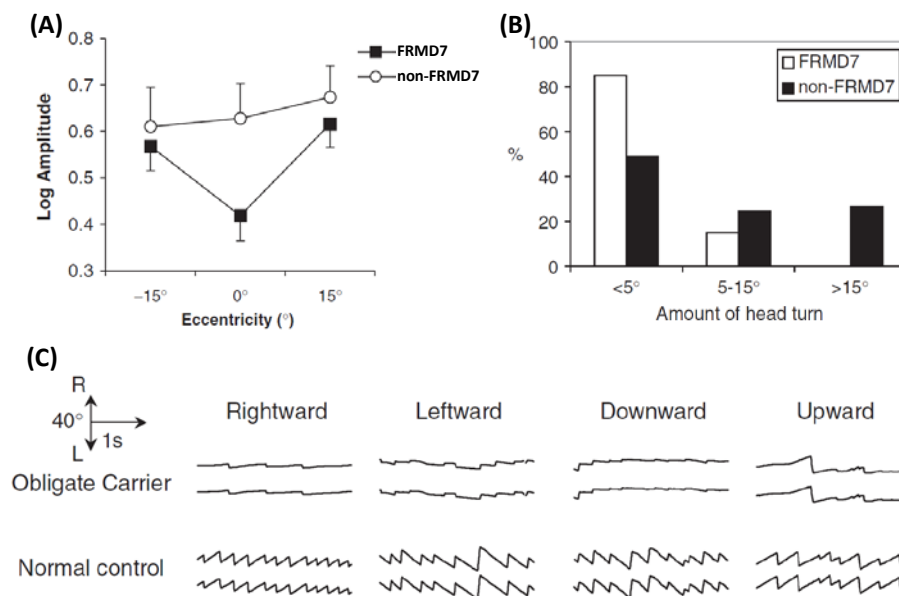 (A)
FRMD7
non-FRMD7
0.8
0.7
0.6
0.5
0.4
0.3
Log Amplitude
−15°
0°
15°
Eccentricity (°)
(B)
FRMD7
non-FRMD7
100
80
60
40
20
0
%
<5°
5-15°
>15°
Amount of head turn
(C)
R
40°
1s
L
Rightward
Leftward
Downward
Upward
Obligate Carrier
Normal control